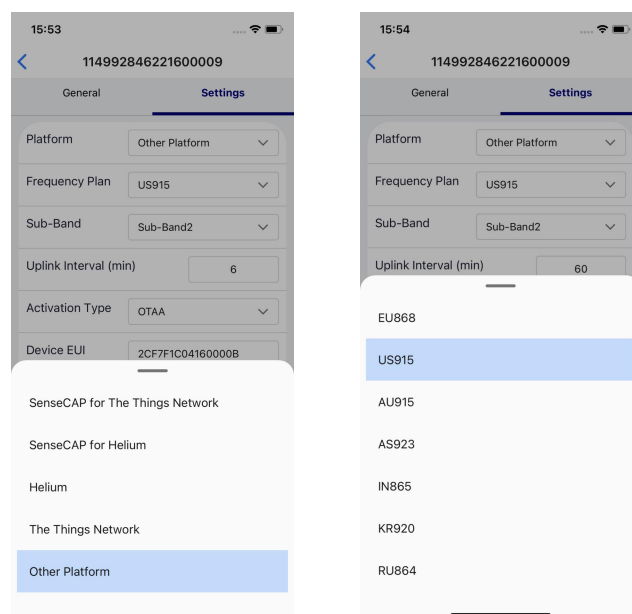 15:53
114992846221600009
General Settings
Platform Other Platform
Frequency Plan US915
Sub-Band Sub-Band2
Uplink Interval (min) 6
Activation Type OTAA
Device EUI 2CF7F1C04160000B
SenseCAP for The Things Network
SenseCAP for Helium
Helium
The Things Network
Other Platform
15:54
114992846221600009
General Settings
Platform Other Platform
Frequency Plan US915
Sub-Band Sub-Band2
Uplink Interval (min) 60
EU868
US915
AU915
AS923
IN865
KR920
RU864